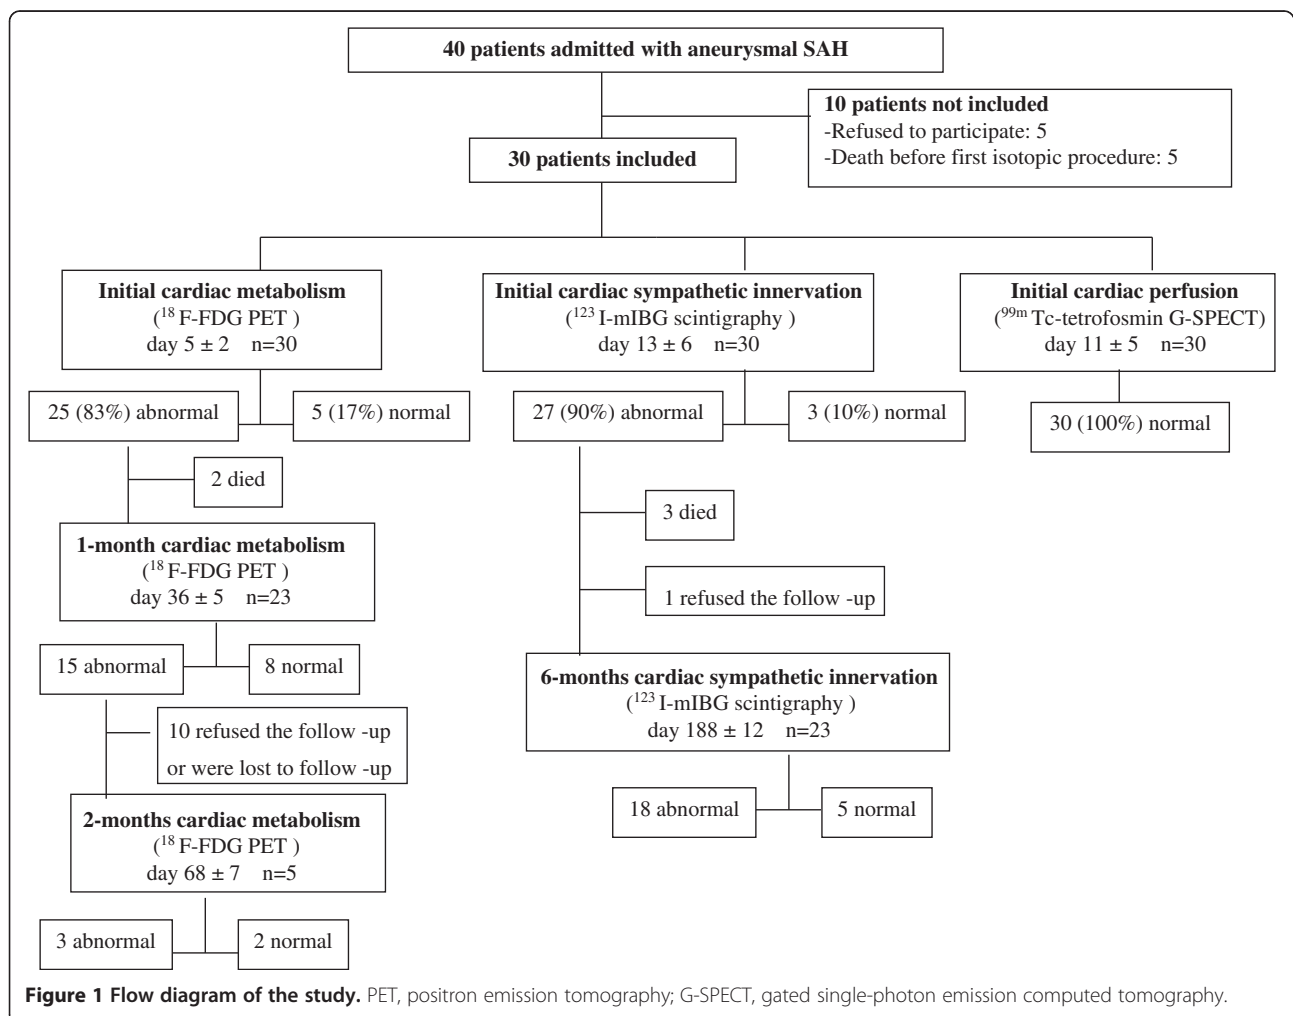 40 patients admitted with aneurysmal SAH
10 patients not included
-Refused to participate: 5
-Death before first isotopic procedure: 5
30 patients included
Initial cardiac metabolism
(18 F-FDG PET )
day 5 ± 2 n=30
Initial cardiac sympathetic innervation
(123 I-mIBG scintigraphy )
day 13 ± 6 n=30
Initial cardiac perfusion
(99m Tc-tetrofosmin G-SPECT)
day 11 ± 5 n=30
25 (83%) abnormal
5 (17%) normal
27 (90%) abnormal
3 (10%) normal
30 (100%) normal
2 died
3 died
1-month cardiac metabolism
(18 F-FDG PET )
day 36 ± 5 n=23
1 refused the follow -up
15 abnormal
8 normal
6-months cardiac sympathetic innervation
(123 I-mIBG scintigraphy )
day 188 ± 12 n=23
10 refused the follow -up
or were lost to follow -up
18 abnormal
5 normal
2-months cardiac metabolism
(18 F-FDG PET )
day 68 ± 7 n=5
3 abnormal
2 normal
Figure 1 Flow diagram of the study. PET, positron emission tomography; G-SPECT, gated single-photon emission computed tomography.